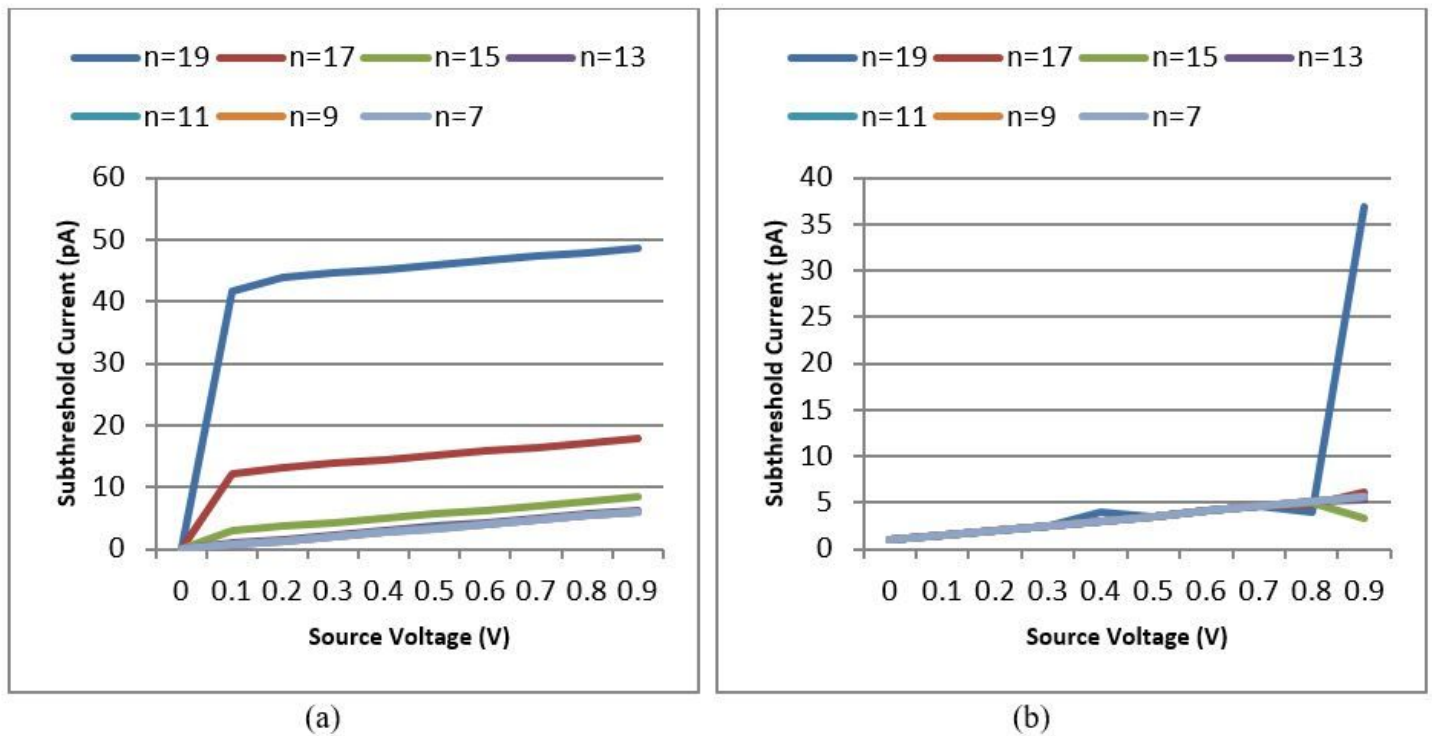 n=19 n=17 n=15 n=13
n=11 n=9 n=7
60
50
40
30
20
10
0
Subthreshold Current (pA)
0 0.1 0.2 0.3 0.4 0.5 0.6 0.7 0.8 0.9
Source Voltage (V)
(a)
n=19 n=17 n=15 n=13
n=11 n=9 n=7
40
35
30
25
20
15
10
5
0
Subthreshold Current (pA)
0 0.1 0.2 0.3 0.4 0.5 0.6 0.7 0.8 0.9
Source Voltage (V)
(b)